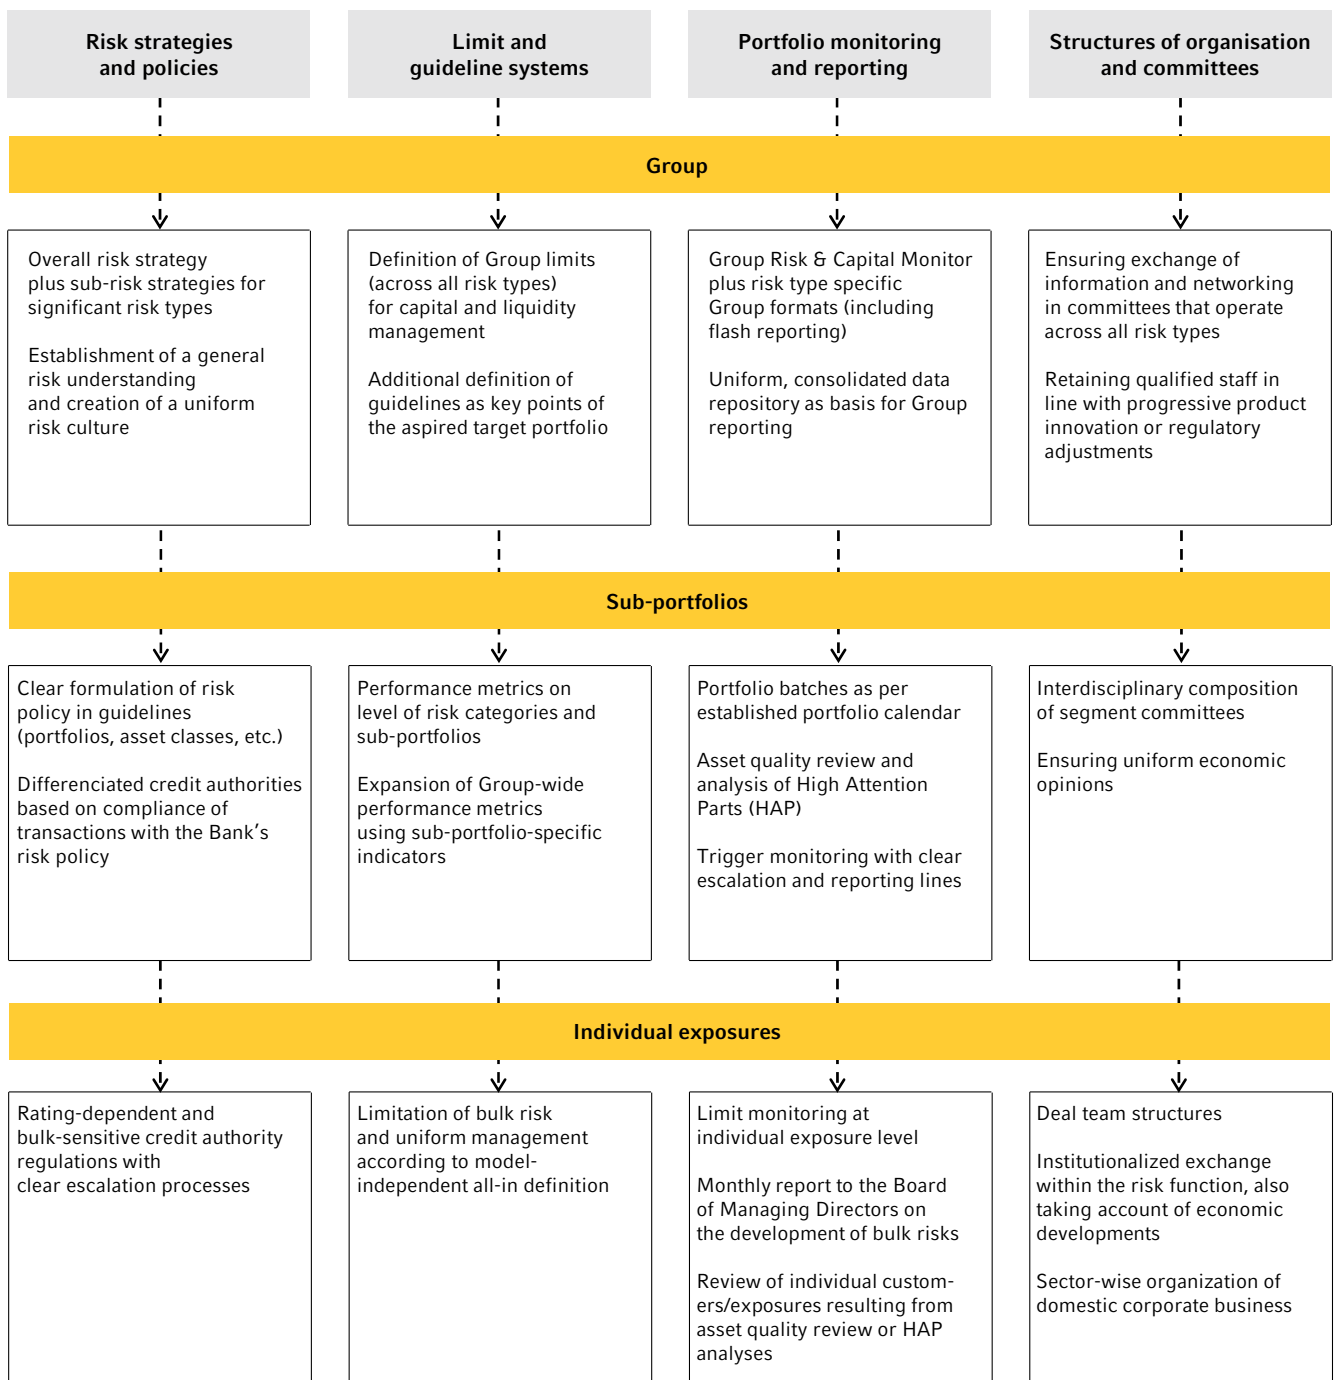 Risk strategies
and policies
Limit and
guideline systems
Portfolio monitoring
and reporting
Structures of organisation
and committees
Group
Overall risk strategy
plus sub-risk strategies for
significant risk types
Establishment of a general
risk understanding
and creation of a uniform
risk culture
Definition of Group limits
(across all risk types)
for capital and liquidity
management
Additional definition of
guidelines as key points of
the aspired target portfolio
Group Risk & Capital Monitor
plus risk type specific
Group formats (including
flash reporting)
Uniform, consolidated data
repository as basis for Group
reporting
Ensuring exchange of
information and networking
in committees that operate
across all risk types
Retaining qualified staff in
line with progressive product
innovation or regulatory
adjustments
Sub-portfolios
Clear formulation of risk
policy in guidelines
(portfolios, asset classes, etc.)
Differenciated credit authorities
based on compliance of
transactions with the Bank's
risk policy
Performance metrics on
level of risk categories and
sub-portfolios
Expansion of Group-wide
performance metrics
using sub-portfolio-specific
indicators
Portfolio batches as per
established portfolio calendar
Asset quality review and
analysis of High Attention
Parts (HAP)
Trigger monitoring with clear
escalation and reporting lines
Interdisciplinary composition
of segment committees
Ensuring uniform economic
opinions
Individual exposures
Rating-dependent and
bulk-sensitive credit authority
regulations with
clear escalation processes
Limitation of bulk risk
and uniform management
according to model-
independent all-in definition
Limit monitoring at
individual exposure level
Monthly report to the Board
of Managing Directors on
the development of bulk risks
Review of individual custom-
ers/exposures resulting from
asset quality review or HAP
analyses
Deal team structures
Institutionalized exchange
within the risk function, also
taking account of economic
developments
Sector-wise organization of
domestic corporate business